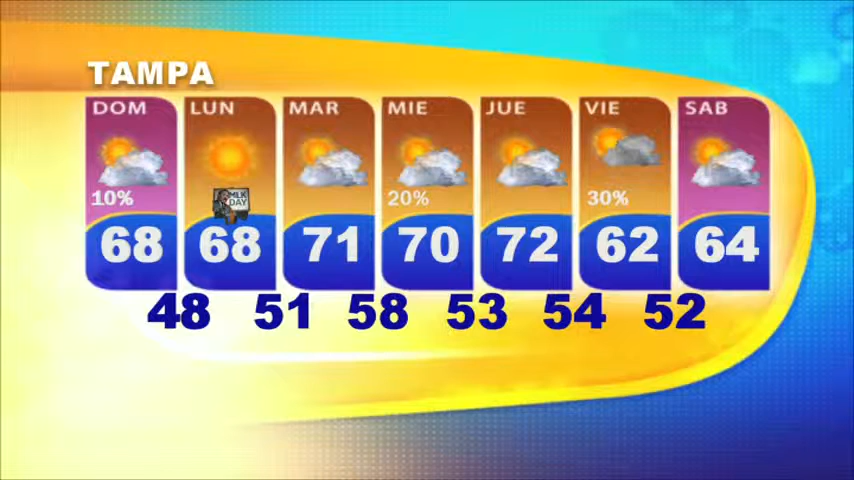 TAMPA
DOM LUN MAR MIE JUE VIE SAB
MLK
DAY
10% 20% 30%
68 68 71 70 72 62 64
48 51 58 53 54 52